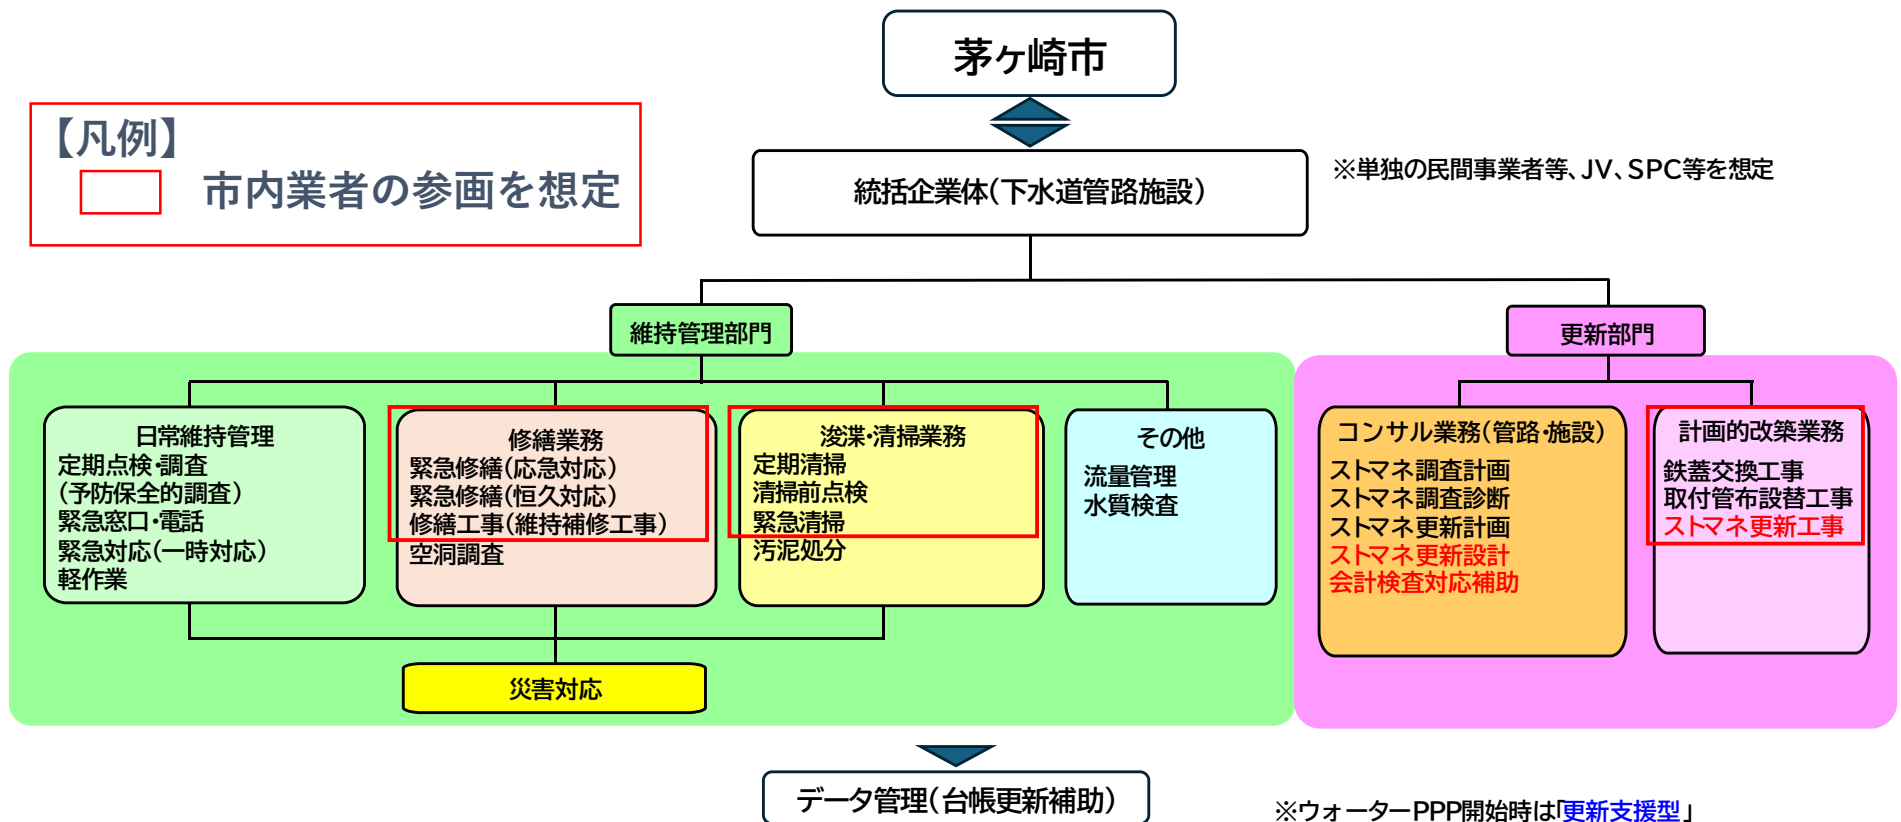 茅ヶ崎市
【凡例】
市内業者の参画を想定
統括企業体（下水道管路施設）
※単独の民間事業者等、JV、SPC等を想定
維持管理部門
更新部門
日常維持管理
定期点検・調査
（予防保全的調査）
緊急窓口・電話
緊急対応（一時対応）
軽作業
修繕業務
緊急修繕（応急対応）
緊急修繕（恒久対応）
修繕工事（維持補修工事）
空洞調査
浚渫・清掃業務
定期清掃
清掃前点検
緊急清掃
汚泥処分
その他
流量管理
水質検査
コンサル業務（管路・施設）
ストマネ調査計画
ストマネ調査診断
ストマネ更新計画
ストマネ更新設計
会計検査対応補助
計画的改築業務
鉄蓋交換工事
取付管布設替工事
ストマネ更新工事
災害対応
データ管理（台帳更新補助）
※ウォーターPPP開始時は「更新支援型」